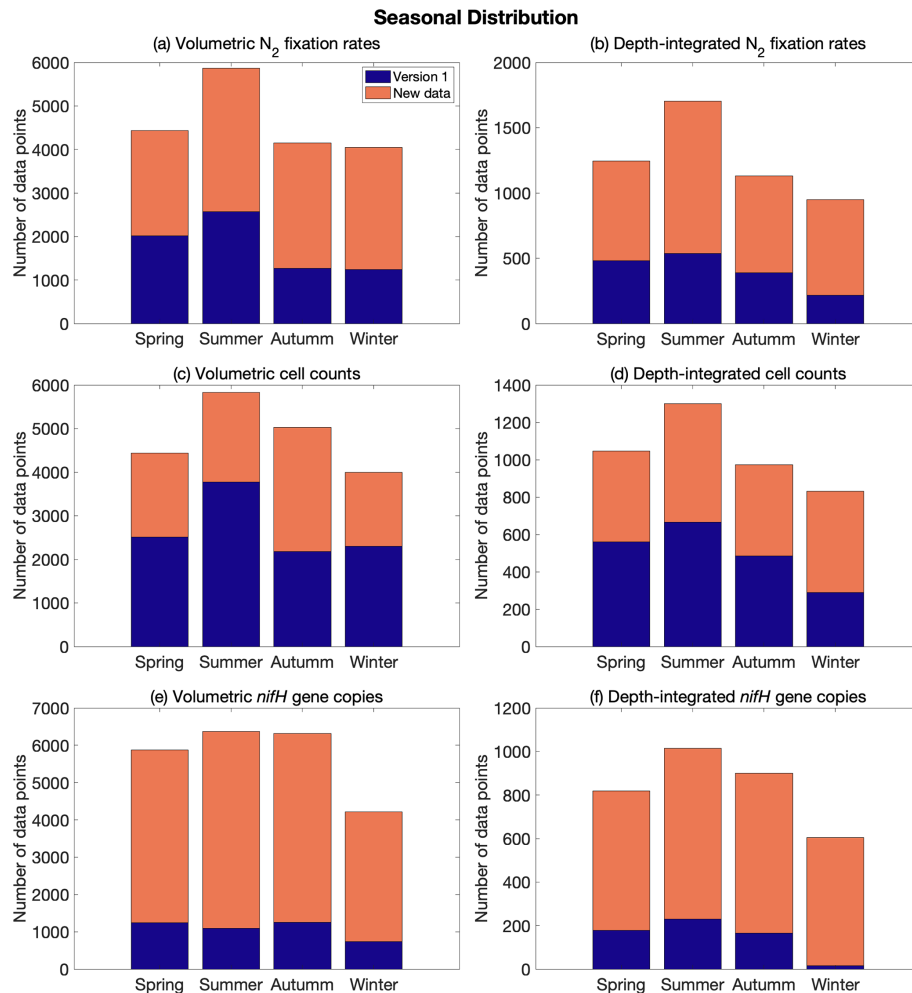 Seasonal Distribution
(a) Volumetric N2 fixation rates
Number of data points
6000
5000
4000
3000
2000
1000
0
Version 1
New data
Spring Summer Autumm Winter
(b) Depth-integrated N2 fixation rates
Number of data points
2000
1500
1000
500
0
Spring Summer Autumm Winter
(c) Volumetric cell counts
Number of data points
6000
5000
4000
3000
2000
1000
0
Spring Summer Autumm Winter
(d) Depth-integrated cell counts
Number of data points
1400
1200
1000
800
600
400
200
0
Spring Summer Autumm Winter
(e) Volumetric nifH gene copies
Number of data points
7000
6000
5000
4000
3000
2000
1000
0
Spring Summer Autumm Winter
(f) Depth-integrated nifH gene copies
Number of data points
1200
1000
800
600
400
200
0
Spring Summer Autumm Winter